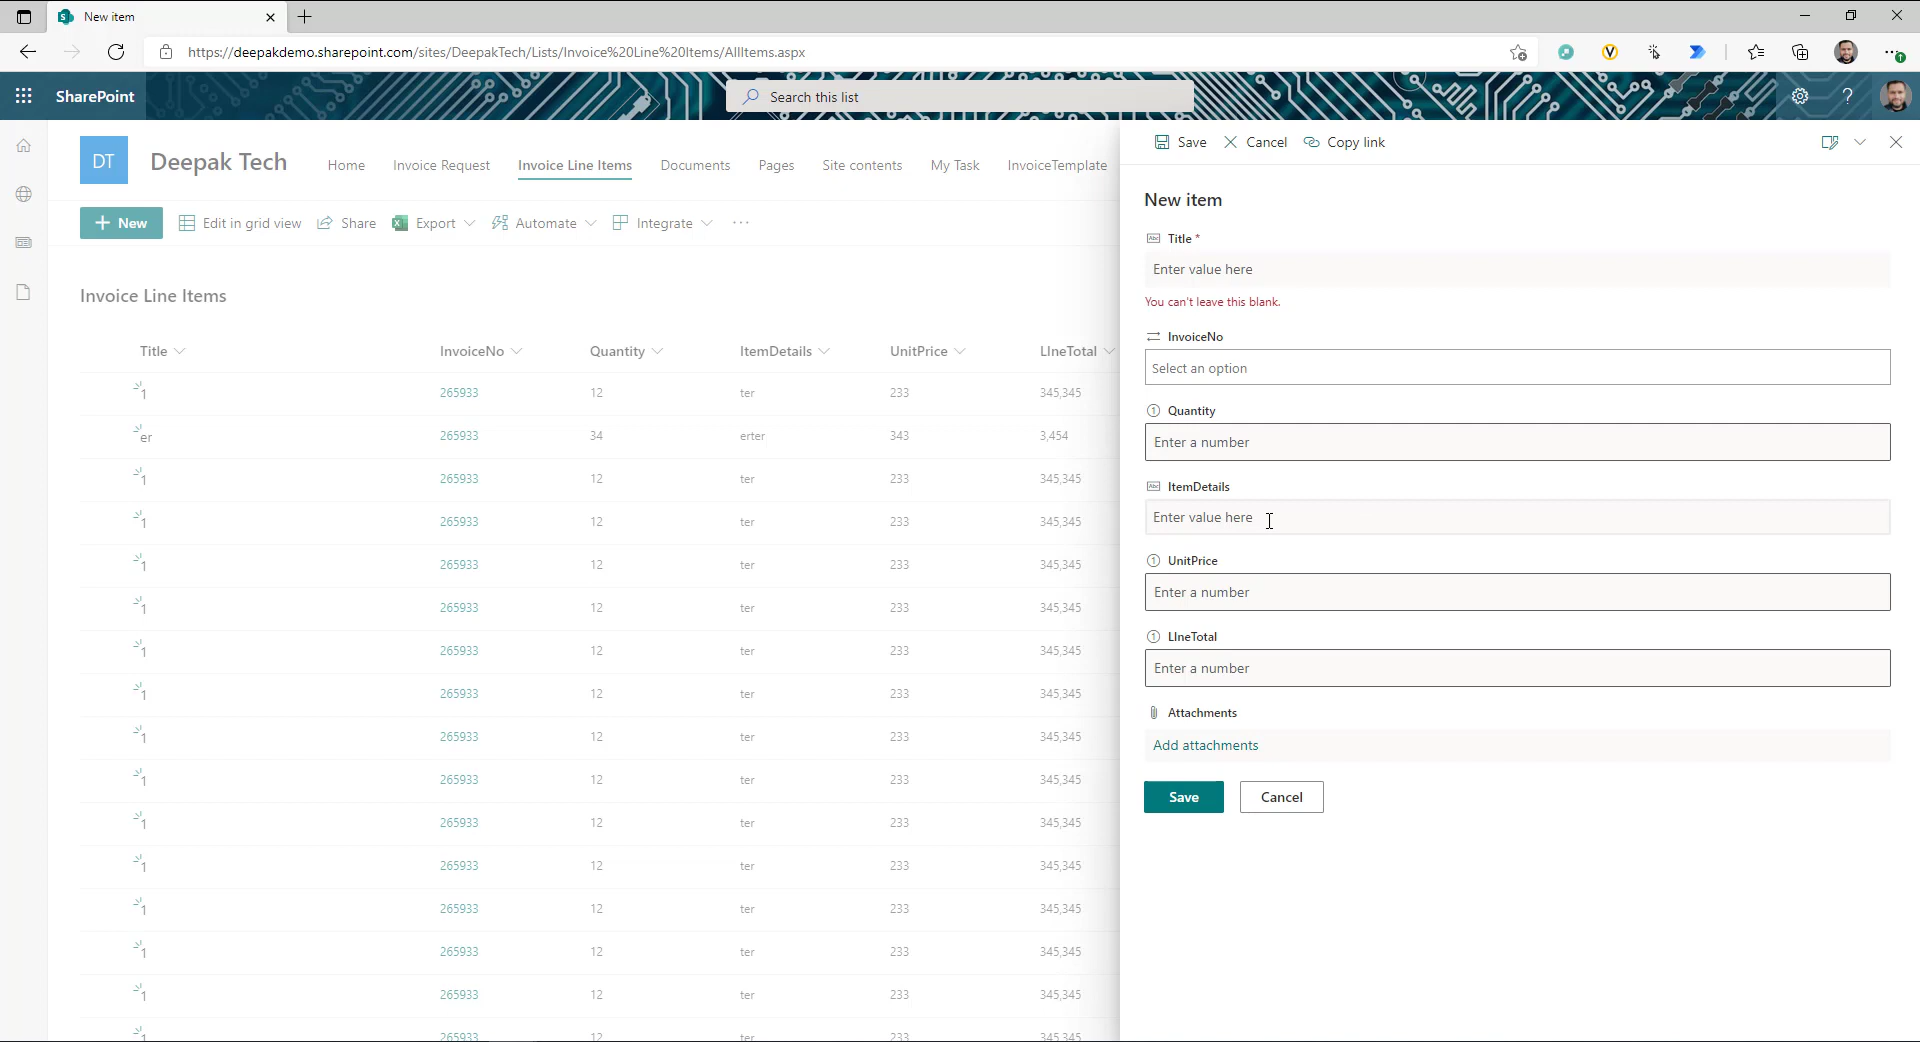 New item
https://deepakdemo.sharepoint.com/sites/DeepakTech/Lists/Invoice%20Line%20Items/AllItems.aspx
SharePoint
Search this list
DT
Deepak Tech
Home Invoice Request Invoice Line Items Documents Pages Site contents My Task InvoiceTemplate
New Edit in grid view Share Export Automate Integrate ···
Invoice Line Items
Title InvoiceNo Quantity ItemDetails UnitPrice LIneTotal
1 265933 12 ter 233 345,345
er 265933 34 erter 343 3,454
1 265933 12 ter 233 345,345
1 265933 12 ter 233 345,345
1 265933 12 ter 233 345,345
1 265933 12 ter 233 345,345
1 265933 12 ter 233 345,345
1 265933 12 ter 233 345,345
1 265933 12 ter 233 345,345
1 265933 12 ter 233 345,345
1 265933 12 ter 233 345,345
1 265933 12 ter 233 345,345
1 265933 12 ter 233 345,345
1 265933 12 ter 233 345,345
1 265933 12 ter 233 345,345
1 265933 12 ter 233 345,345
Save Cancel Copy link
New item
Title *
Enter value here
You can't leave this blank.
InvoiceNo
Select an option
Quantity
Enter a number
ItemDetails
Enter value here
UnitPrice
Enter a number
LIneTotal
Enter a number
Attachments
Add attachments
Save Cancel